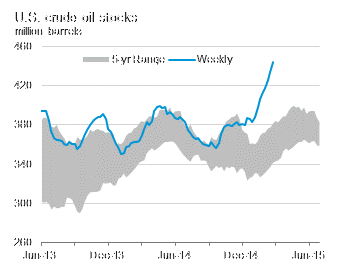 U.S. crude oil stocks
million barrels
460
5-yr Range Weekly
420
380
340
300
260
Jun-13 Dec-13 Jun-14 Dec-14 Jun-15